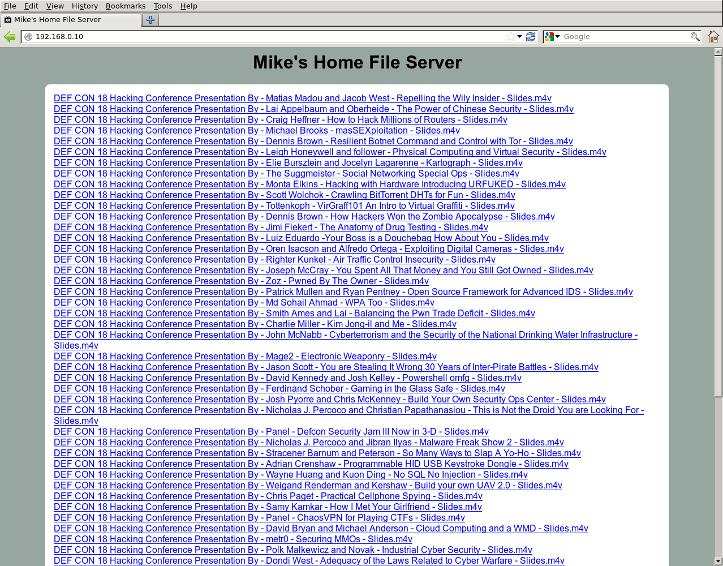 File Edit View History Bookmarks Tools Help
Mike's Home File Server
192.168.0.10
Google
Mike's Home File Server
DEF CON 18 Hacking Conference Presentation By - Matias Madou and Jacob West - Repelling the Wily Insider - Slides.m4v
DEF CON 18 Hacking Conference Presentation By - Lai Appelbaum and Oberheide - The Power of Chinese Security - Slides.m4v
DEF CON 18 Hacking Conference Presentation By - Craig Heffner - How to Hack Millions of Routers - Slides.m4v
DEF CON 18 Hacking Conference Presentation By - Michael Brooks - masSEXploitation - Slides.m4v
DEF CON 18 Hacking Conference Presentation By - Dennis Brown - Resilient Botnet Command and Control with Tor - Slides.m4v
DEF CON 18 Hacking Conference Presentation By - Leigh Honeywell and follower - Physical Computing and Virtual Security - Slides.m4v
DEF CON 18 Hacking Conference Presentation By - Elie Bursztein and Jocelyn Lagarenne - Kartograph - Slides.m4v
DEF CON 18 Hacking Conference Presentation By - The Suggmeister - Social Networking Special Ops - Slides.m4v
DEF CON 18 Hacking Conference Presentation By - Monta Elkins - Hacking with Hardware Introducing URFUKED - Slides.m4v
DEF CON 18 Hacking Conference Presentation By - Scott Wolchok - Crawling BitTorrent DHTs for Fun - Slides.m4v
DEF CON 18 Hacking Conference Presentation By - Tottenkoph - VirGraff101 An Intro to Virtual Graffiti - Slides.m4v
DEF CON 18 Hacking Conference Presentation By - Dennis Brown - How Hackers Won the Zombie Apocalypse - Slides.m4v
DEF CON 18 Hacking Conference Presentation By - Jimi Fiekert - The Anatomy of Drug Testing - Slides.m4v
DEF CON 18 Hacking Conference Presentation By - Luiz Eduardo -Your Boss is a Douchebag How About You - Slides.m4v
DEF CON 18 Hacking Conference Presentation By - Oren Isacson and Alfredo Ortega - Exploiting Digital Cameras - Slides.m4v
DEF CON 18 Hacking Conference Presentation By - Righter Kunkel - Air Traffic Control Insecurity - Slides.m4v
DEF CON 18 Hacking Conference Presentation By - Joseph McCray - You Spent All That Money and You Still Got Owned - Slides.m4v
DEF CON 18 Hacking Conference Presentation By - Zoz - Pwned By The Owner - Slides.m4v
DEF CON 18 Hacking Conference Presentation By - Patrick Mullen and Ryan Pentney - Open Source Framework for Advanced IDS - Slides.m4v
DEF CON 18 Hacking Conference Presentation By - Md Sohail Ahmad - WPA Too - Slides.m4v
DEF CON 18 Hacking Conference Presentation By - Smith Ames and Lai - Balancing the Pwn Trade Deficit - Slides.m4v
DEF CON 18 Hacking Conference Presentation By - Charlie Miller - Kim Jong-il and Me - Slides.m4v
DEF CON 18 Hacking Conference Presentation By - John McNabb - Cyberterrorism and the Security of the National Drinking Water Infrastructure -
Slides.m4v
DEF CON 18 Hacking Conference Presentation By - Mage2 - Electronic Weaponry - Slides.m4v
DEF CON 18 Hacking Conference Presentation By - Jason Scott - You are Stealing It Wrong 30 Years of Inter-Pirate Battles - Slides.m4v
DEF CON 18 Hacking Conference Presentation By - David Kennedy and Josh Kelley - Powershell omfg - Slides.m4v
DEF CON 18 Hacking Conference Presentation By - Ferdinand Schober - Gaming in the Glass Safe - Slides.m4v
DEF CON 18 Hacking Conference Presentation By - Josh Pyorre and Chris McKenney - Build Your Own Security Ops Center - Slides.m4v
DEF CON 18 Hacking Conference Presentation By - Nicholas J. Percoco and Christian Papathanasiou - This is Not the Droid You are Looking For -
Slides.m4v
DEF CON 18 Hacking Conference Presentation By - Panel - Defcon Security Jam III Now in 3-D - Slides.m4v
DEF CON 18 Hacking Conference Presentation By - Nicholas J. Percoco and Jibran Ilyas - Malware Freak Show 2 - Slides.m4v
DEF CON 18 Hacking Conference Presentation By - Stracener Barnum and Peterson - So Many Ways to Slap A Yo-Ho - Slides.m4v
DEF CON 18 Hacking Conference Presentation By - Adrian Crenshaw - Programmable HID USB Keystroke Dongle - Slides.m4v
DEF CON 18 Hacking Conference Presentation By - Wayne Huang and Kuon Ding - No SQL No Injection - Slides.m4v
DEF CON 18 Hacking Conference Presentation By - Weigand Renderman and Kershaw - Build your own UAV 2.0 - Slides.m4v
DEF CON 18 Hacking Conference Presentation By - Chris Paget - Practical Cellphone Spying - Slides.m4v
DEF CON 18 Hacking Conference Presentation By - Samy Kamkar - How I Met Your Girlfriend - Slides.m4v
DEF CON 18 Hacking Conference Presentation By - Panel - ChaosVPN for Playing CTFs - Slides.m4v
DEF CON 18 Hacking Conference Presentation By - David Bryan and Michael Anderson - Cloud Computing and a WMD - Slides.m4v
DEF CON 18 Hacking Conference Presentation By - metr0 - Securing MMOs - Slides.m4v
DEF CON 18 Hacking Conference Presentation By - Polk Malkewicz and Novak - Industrial Cyber Security - Slides.m4v
DEF CON 18 Hacking Conference Presentation By - Dondi West - Adequacy of the Laws Related to Cyber Warfare - Slides.m4v